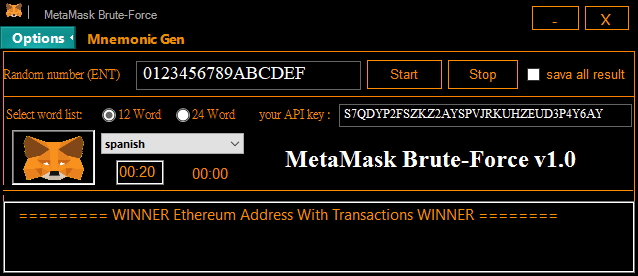 MetaMask Brute-Force
- X
Options Mnemonic Gen
Random number (ENT) 0123456789ABCDEF Start Stop sava all result
Select word list: 12 Word 24 Word your API key : S7QDYP2FSZKZ2AYSPVJRKUHZEUD3P4Y6AY
spanish
MetaMask Brute-Force v1.0
00:20 00:00
========= WINNER Ethereum Address With Transactions WINNER ========